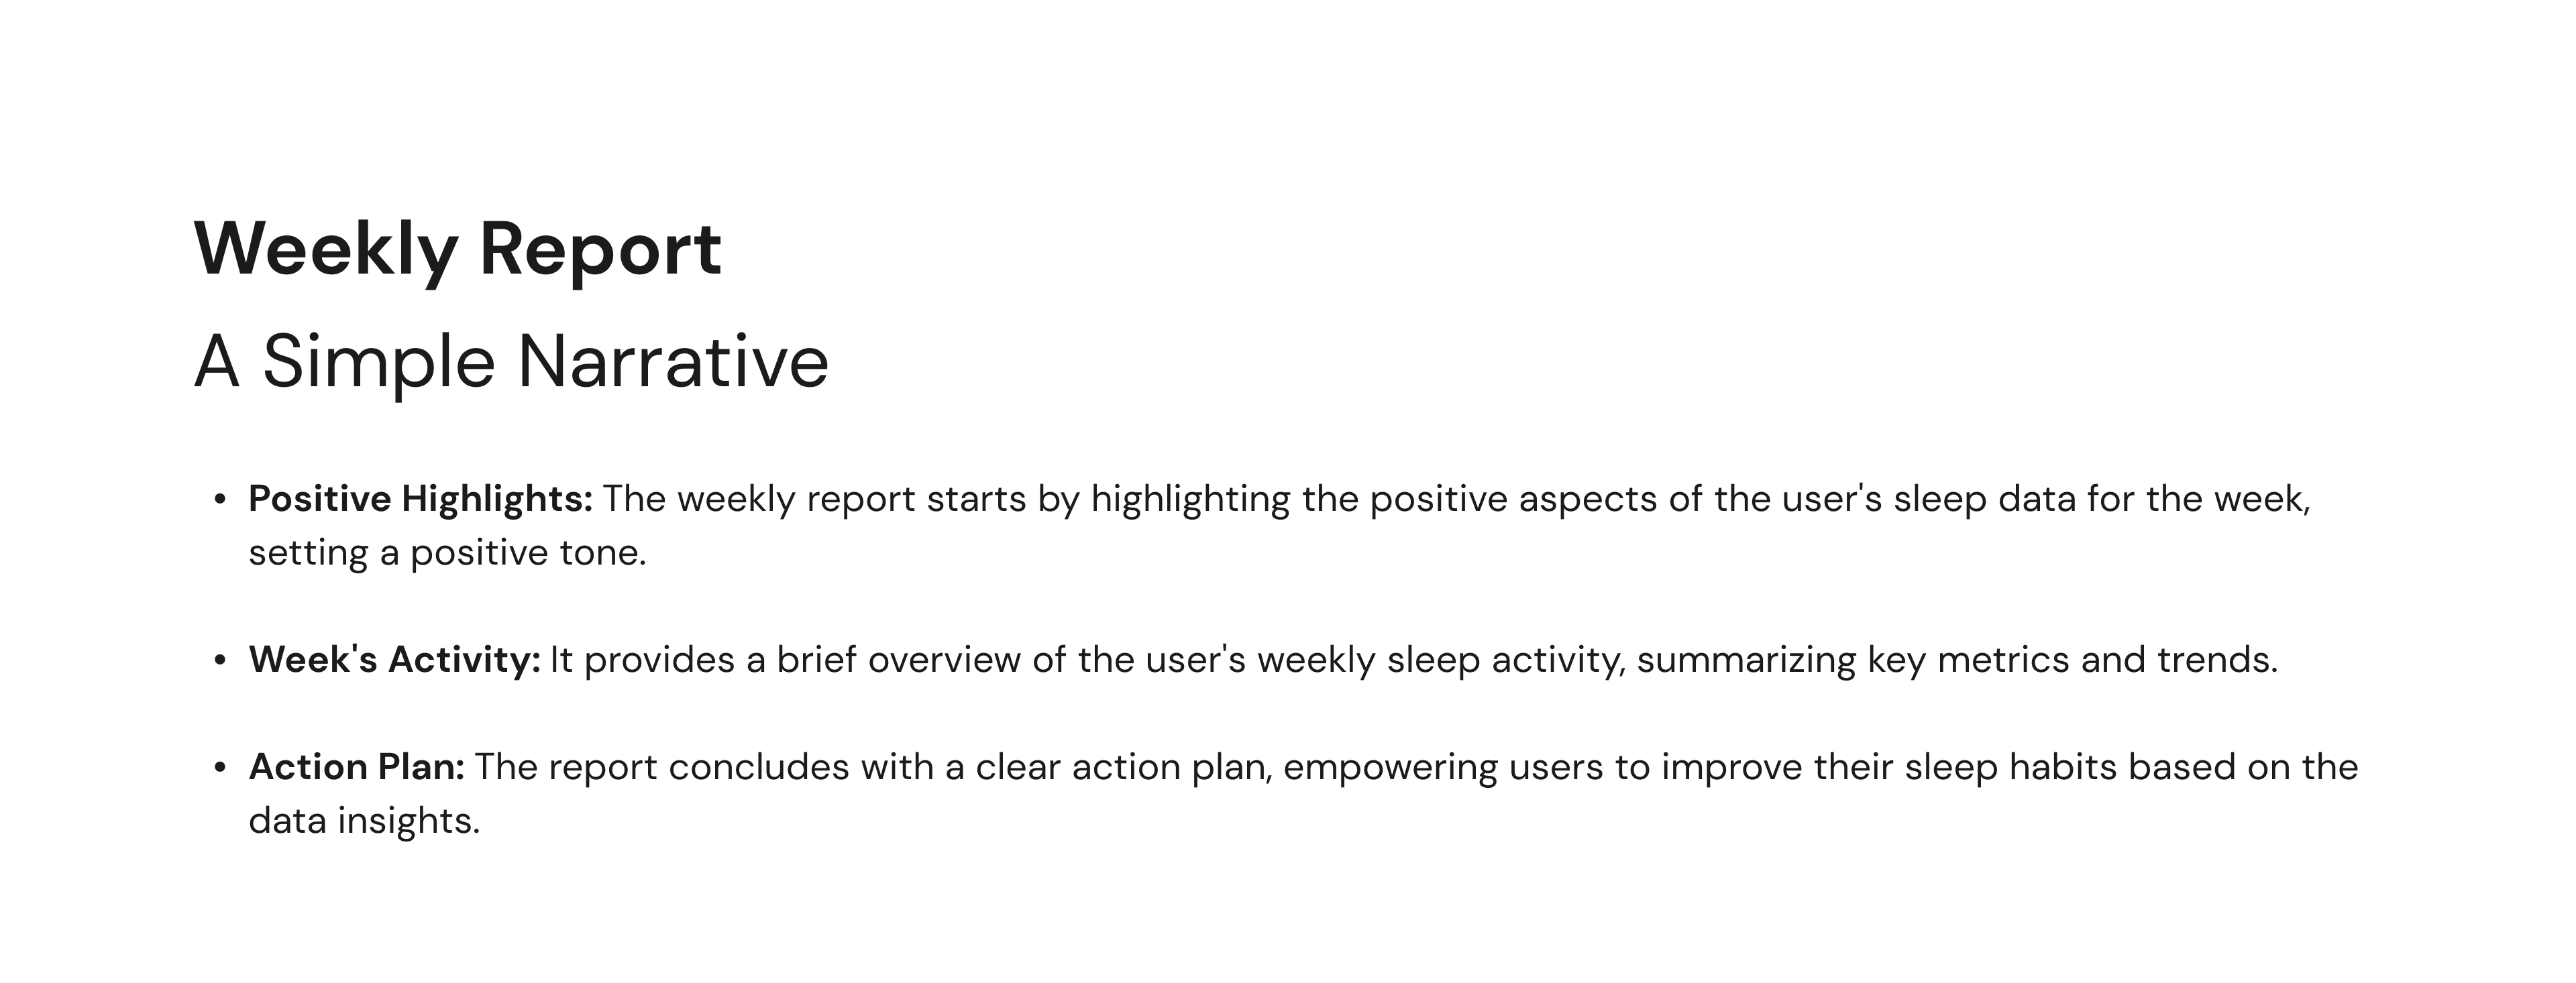 Weekly Report
A Simple Narrative
• Positive Highlights: The weekly report starts by highlighting the positive aspects of the user's sleep data for the week,
setting a positive tone.
• Week's Activity: It provides a brief overview of the user's weekly sleep activity, summarizing key metrics and trends.
• Action Plan: The report concludes with a clear action plan, empowering users to improve their sleep habits based on the
data insights.